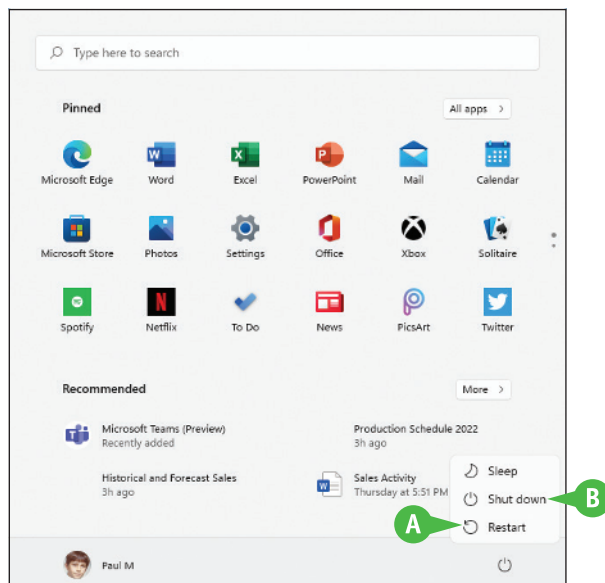 Type here to search
Pinned
All apps >
Microsoft Edge
Word
Excel
PowerPoint
Mail
Calendar
Microsoft Store
Photos
Settings
Office
Xbox
Solitaire
Spotify
Netflix
To Do
News
PicsArt
Twitter
Recommended
More >
Microsoft Teams (Preview)
Recently added
Production Schedule 2022
3h ago
Historical and Forecast Sales
3h ago
Sales Activity
Thursday at 5:51 PM
Sleep
Shut down
B
A
Restart
Paul M